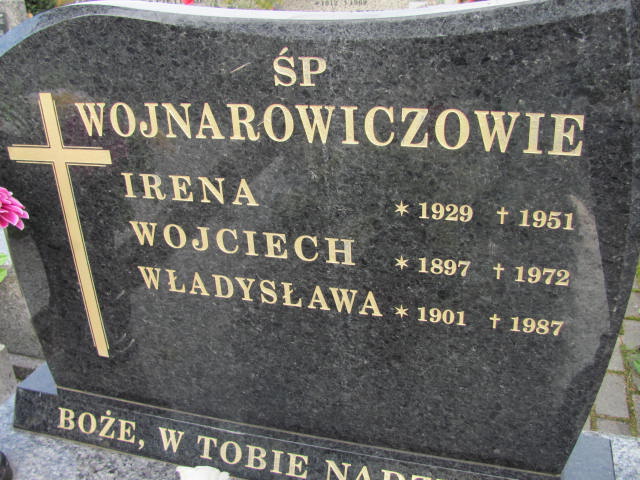 ŚP
WOJNAROWICZOWIE
IRENA * 1929 † 1951
WOJCIECH * 1897 † 1972
WŁADYSŁAWA * 1901 † 1987
BOŻE, W TOBIE